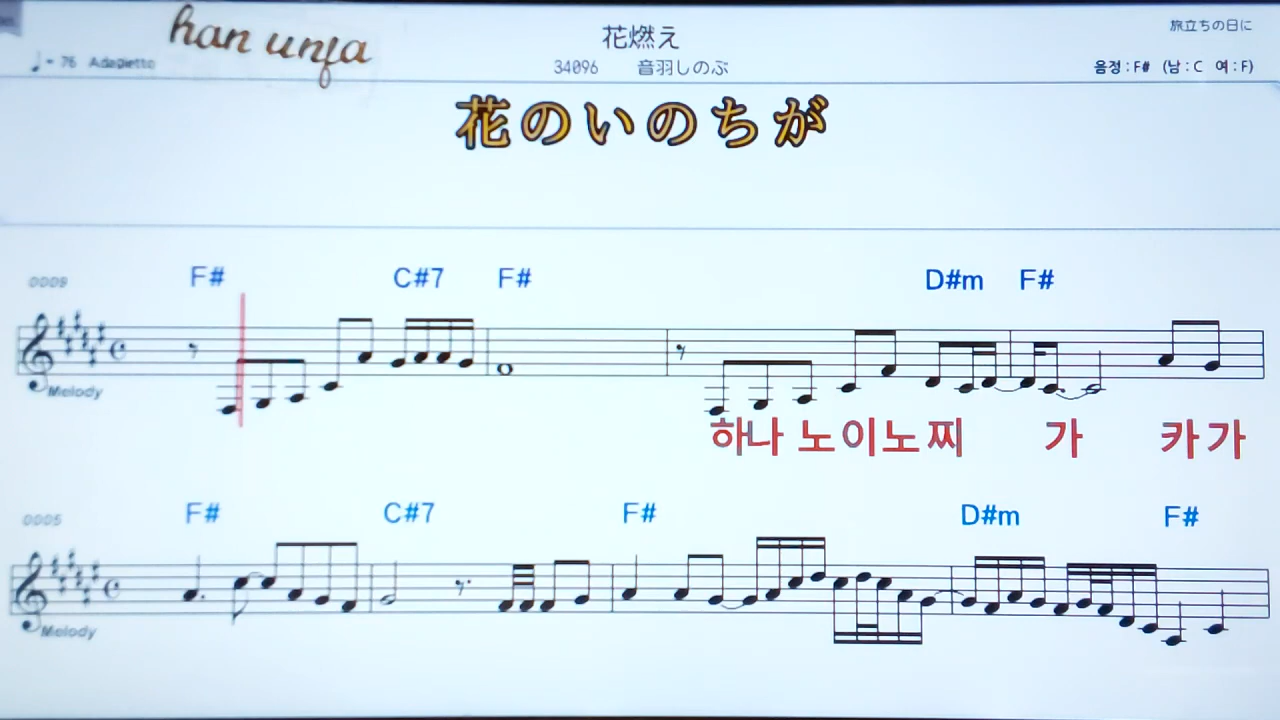 han unfa
花燃え
旅立ちの日に
♩= 76 Adagietto
34096 音羽しのぶ
음정:F# (남:C 여:F)
花のいのちが
0009 F# C#7 F# D#m F#
Melody
하나 노이노찌 가 카가
0005 F# C#7 F# D#m F#
Melody